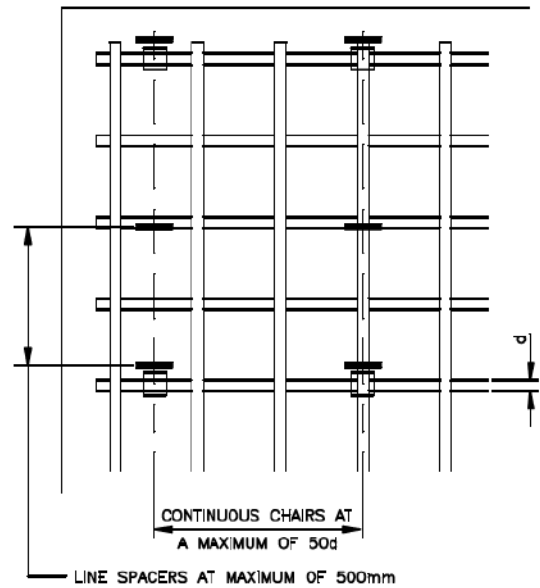 d
CONTINUOUS CHAIRS AT
A MAXIMUM OF 50d
LINE SPACERS AT MAXIMUM OF 500mm